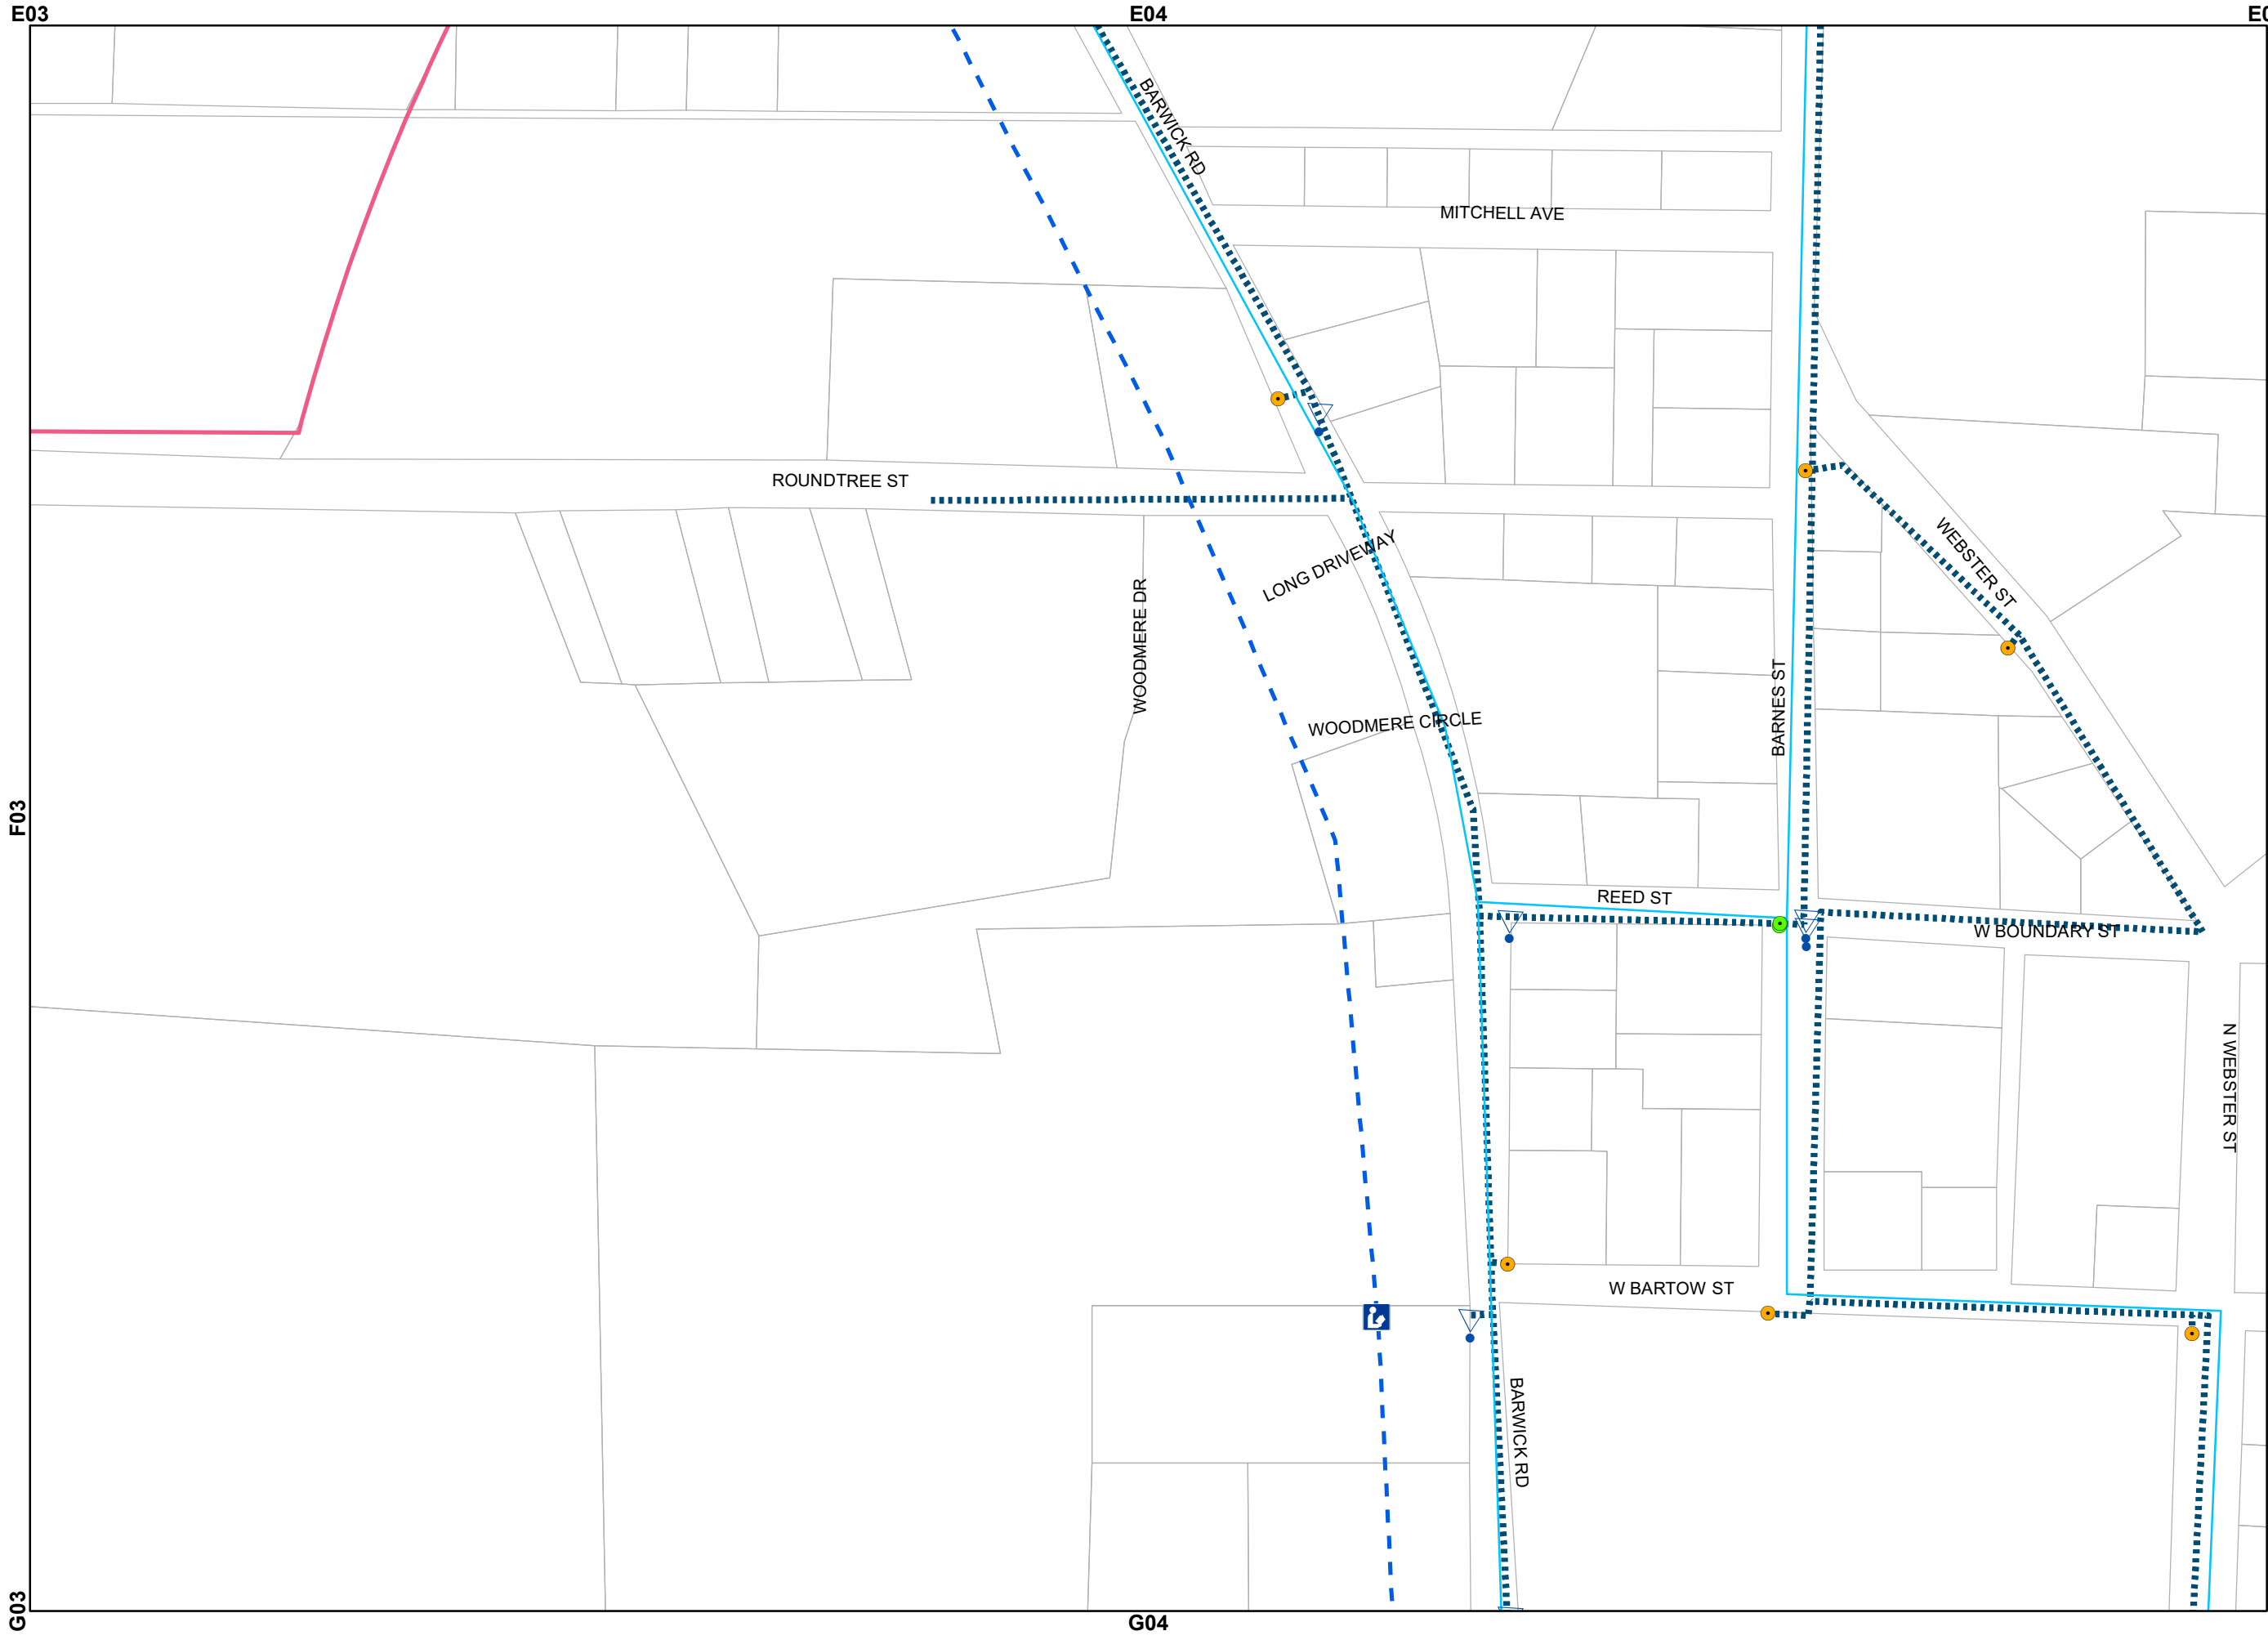 E03
E04
E0
BARWICK RD
MITCHELL AVE
ROUNDTREE ST
LONG DRIVEWAY
WEBSTER ST
WOODMERE DR
WOODMERE CIRCLE
BARNES ST
F03
REED ST
W BOUNDARY ST
N WEBSTER ST
W BARTOW ST
BARWICK RD
G03
G04